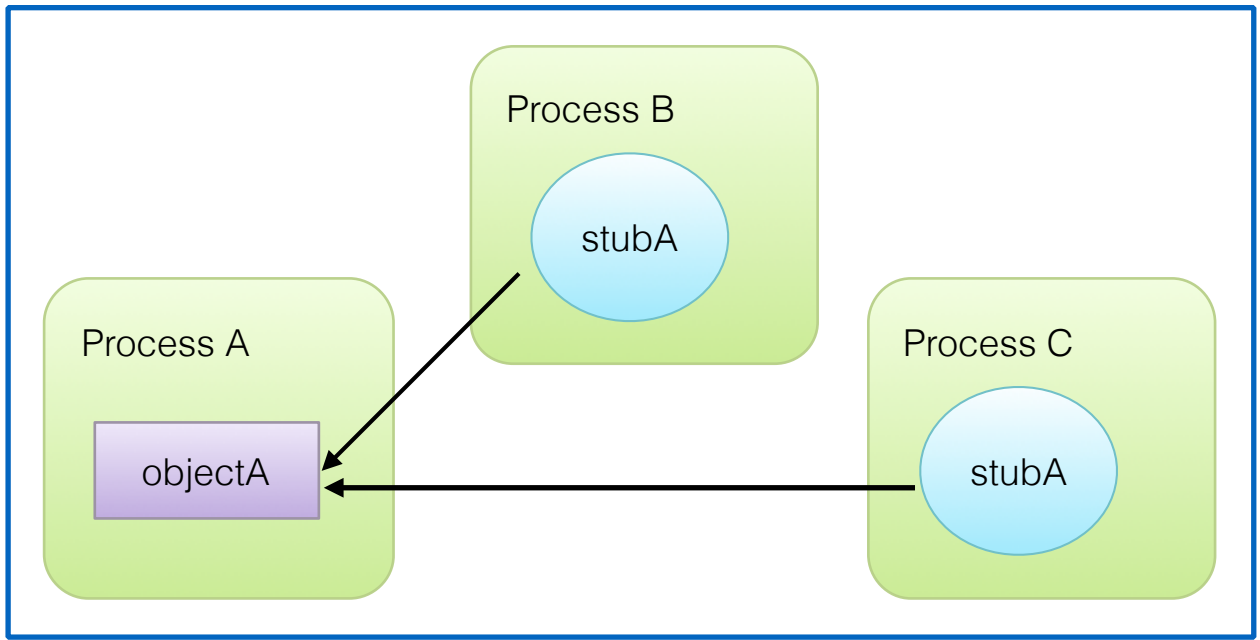 Process B
stubA
Process A
objectA
Process C
stubA